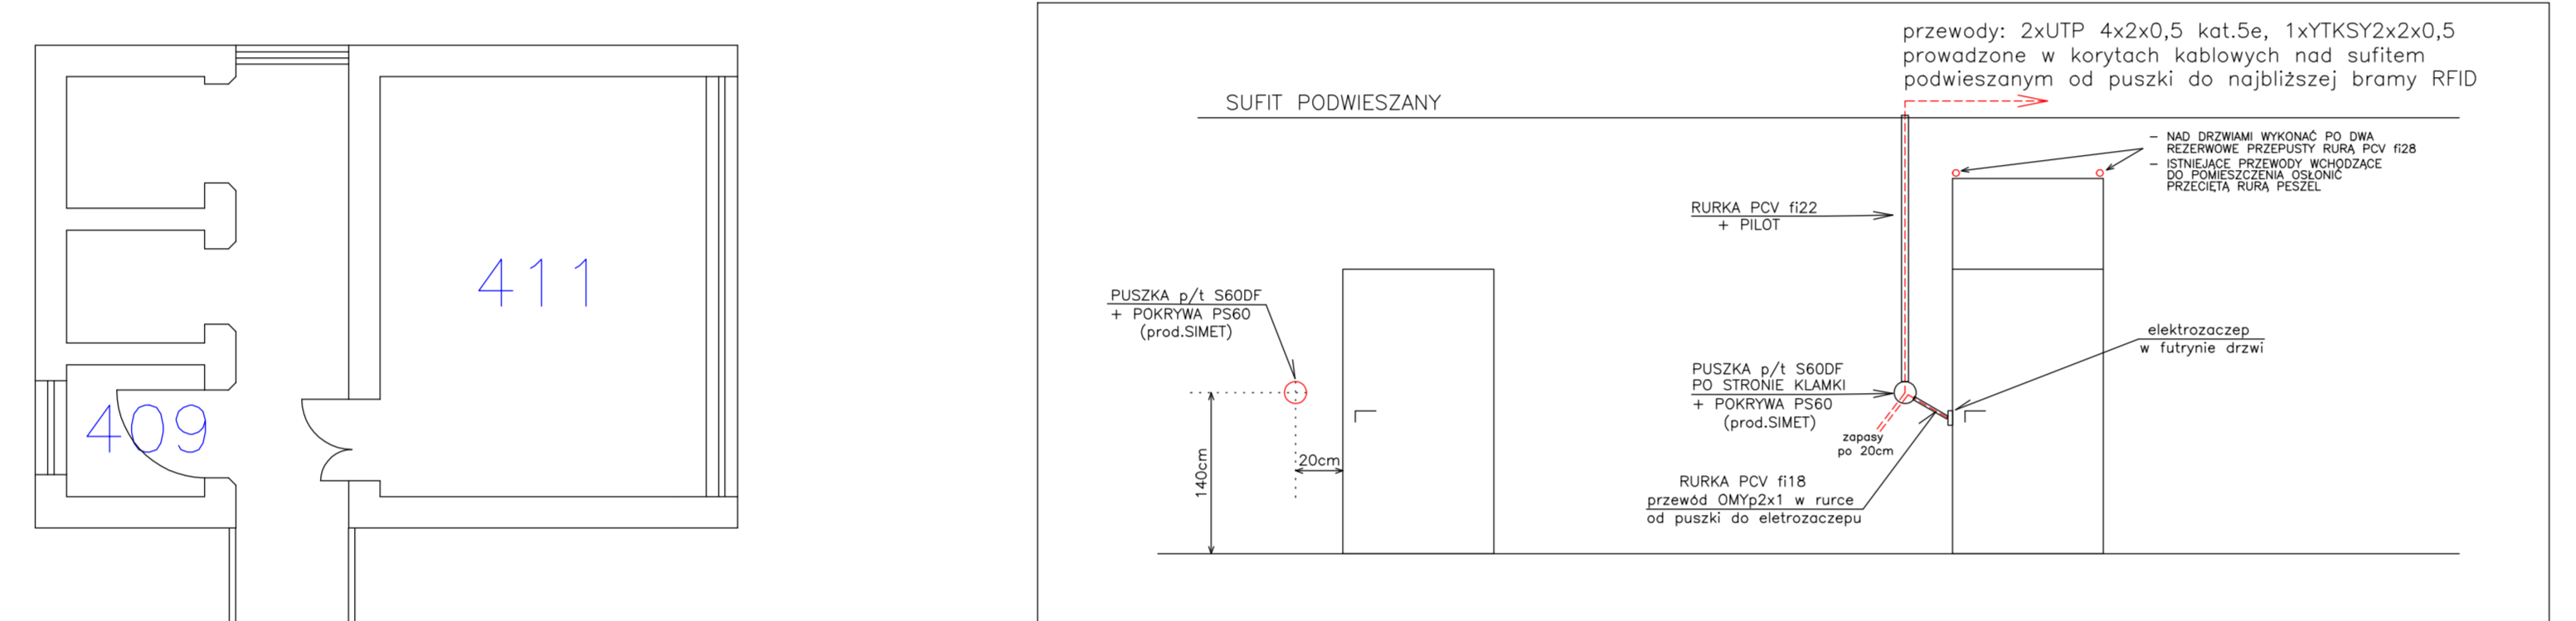 411
409
przewody: 2xUTP 4x2x0,5 kat.5e, 1xYTKSY2x2x0,5
prowadzone w korytach kablowych nad sufitem
podwieszanym od puszki do najbliższej bramy RFID
SUFIT PODWIESZANY
- NAD DRZWIAMI WYKONAĆ PO DWA
REZERWOWE PRZEPUSTY RURĄ PCV fi28
- ISTNIEJĄCE PRZEWODY WCHODZĄCE
DO POMIESZCZENIA OSŁONIĆ
PRZECIĘTĄ RURĄ PESZEL
RURKA PCV fi22
+ PILOT
PUSZKA p/t S60DF
+ POKRYWA PS60
(prod.SIMET)
elektrozaczep
w futrynie drzwi
PUSZKA p/t S60DF
PO STRONIE KLAMKI
+ POKRYWA PS60
(prod.SIMET)
zapasy
po 20cm
20cm
140cm
RURKA PCV fi18
przewód OMYp2x1 w rurce
od puszki do eletrozaczepu